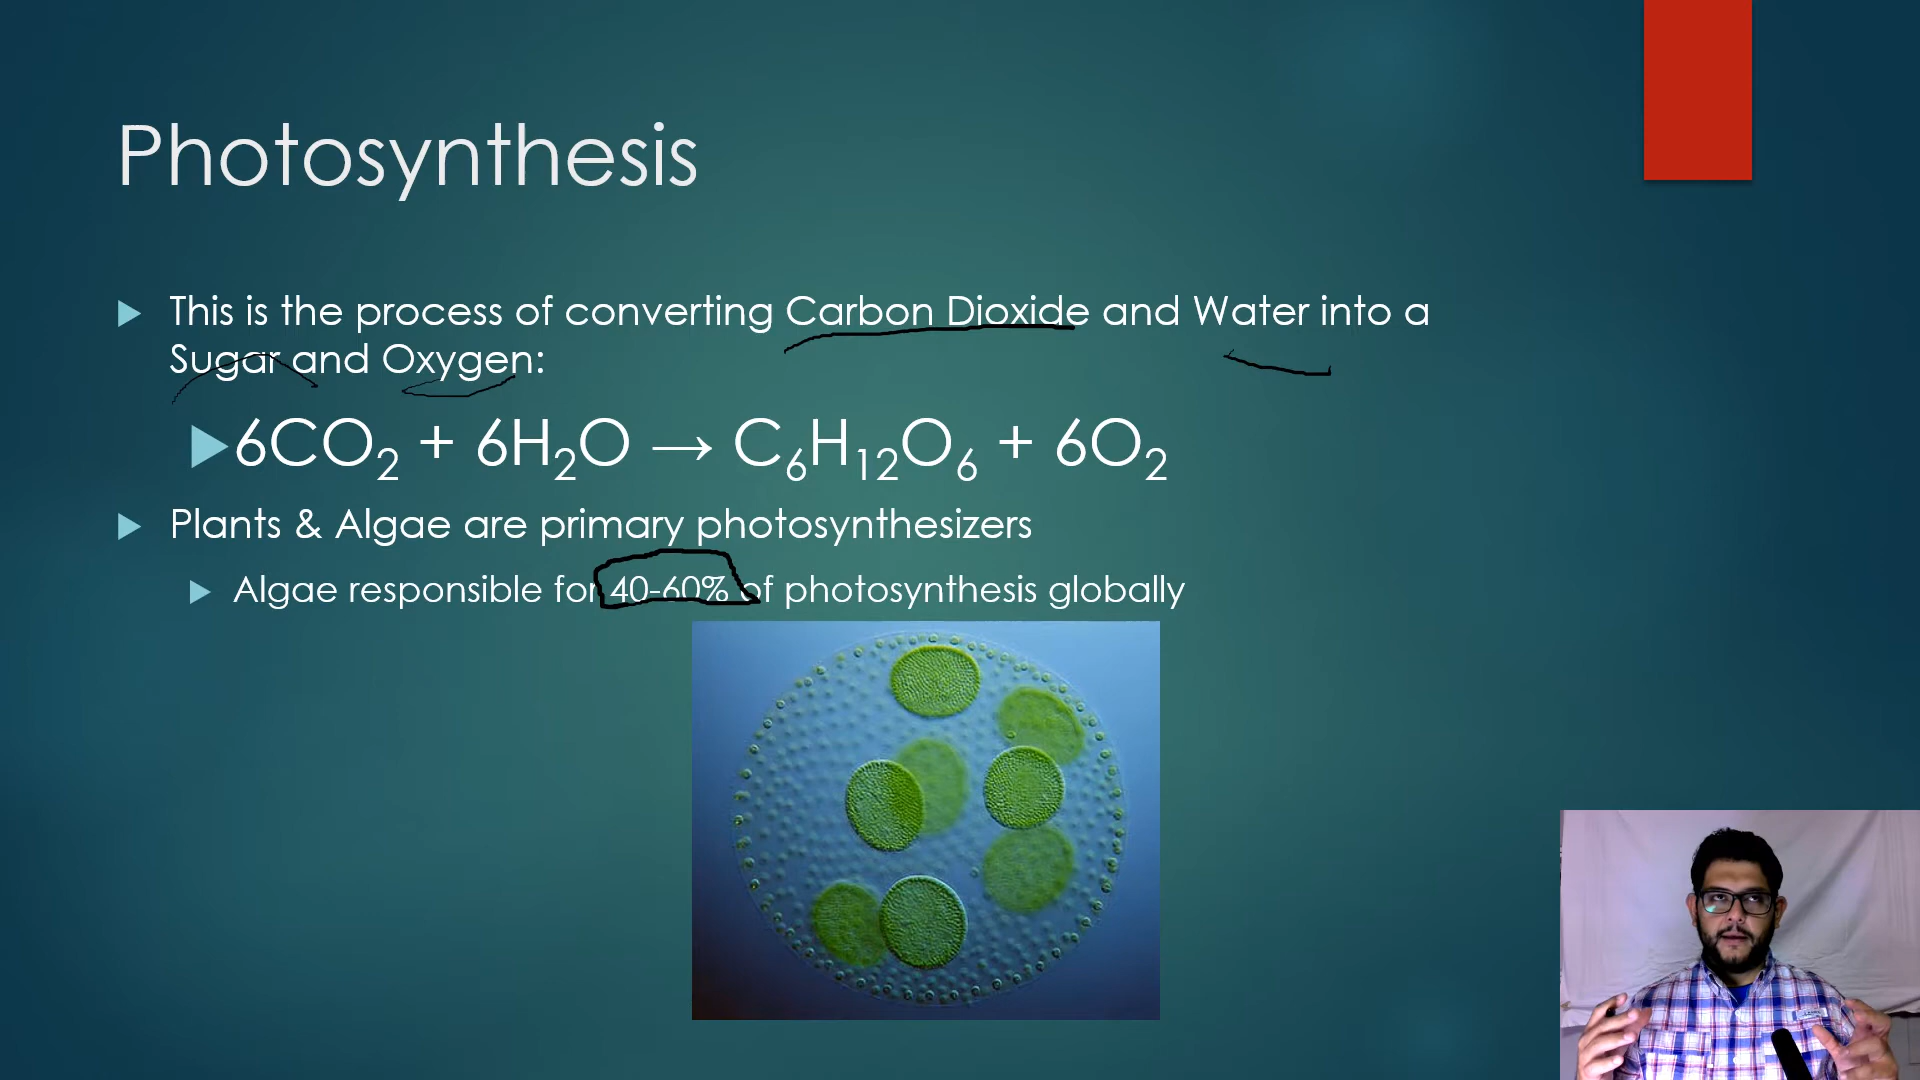 Photosynthesis
This is the process of converting Carbon Dioxide and Water into a
Sugar and Oxygen:
6CO₂ + 6H₂O → C₆H₁₂O₆ + 6O₂
Plants & Algae are primary photosynthesizers
Algae responsible for 40-60% of photosynthesis globally